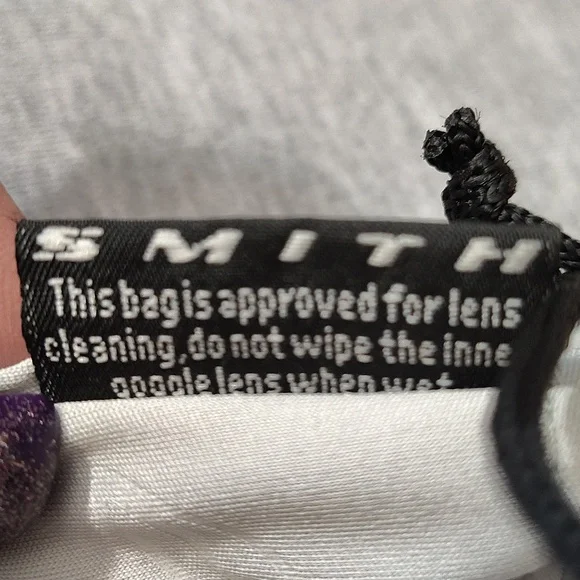 SMITH
This bag is approved for lens
cleaning, do not wipe the inne
goggle lens when wet